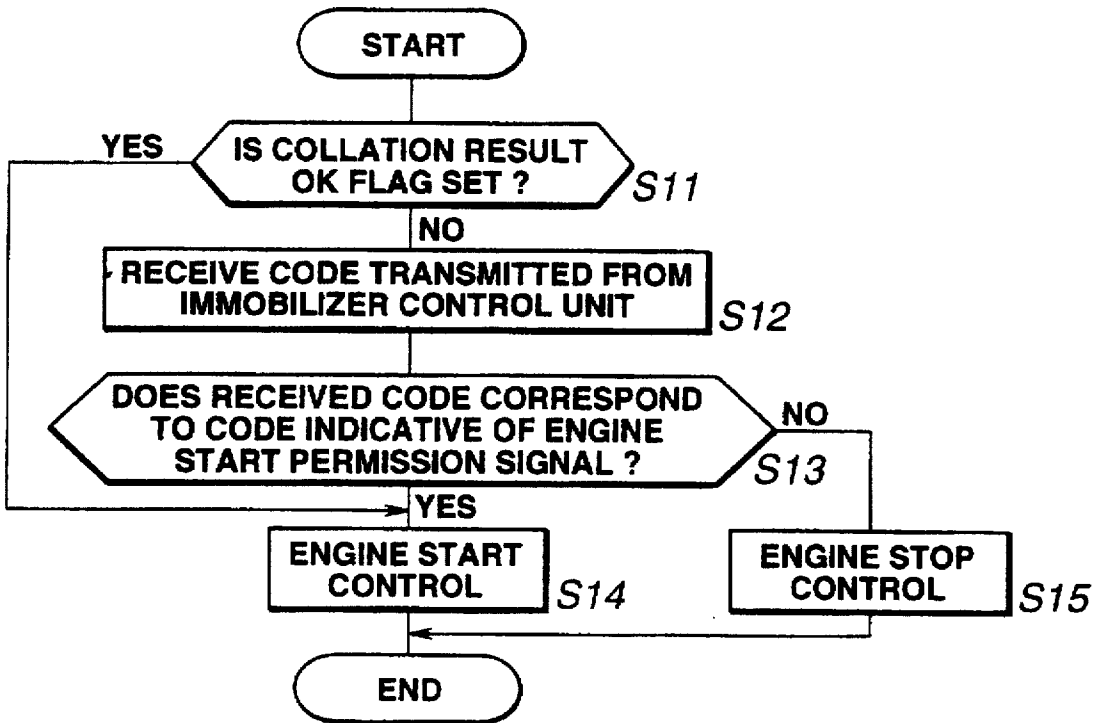 START
YES
IS COLLATION RESULT
OK FLAG SET ?
S11
NO
RECEIVE CODE TRANSMITTED FROM
IMMOBILIZER CONTROL UNIT
S12
DOES RECEIVED CODE CORRESPOND
TO CODE INDICATIVE OF ENGINE
START PERMISSION SIGNAL ?
NO
S13
YES
ENGINE START
CONTROL
S14
ENGINE STOP
CONTROL
S15
END